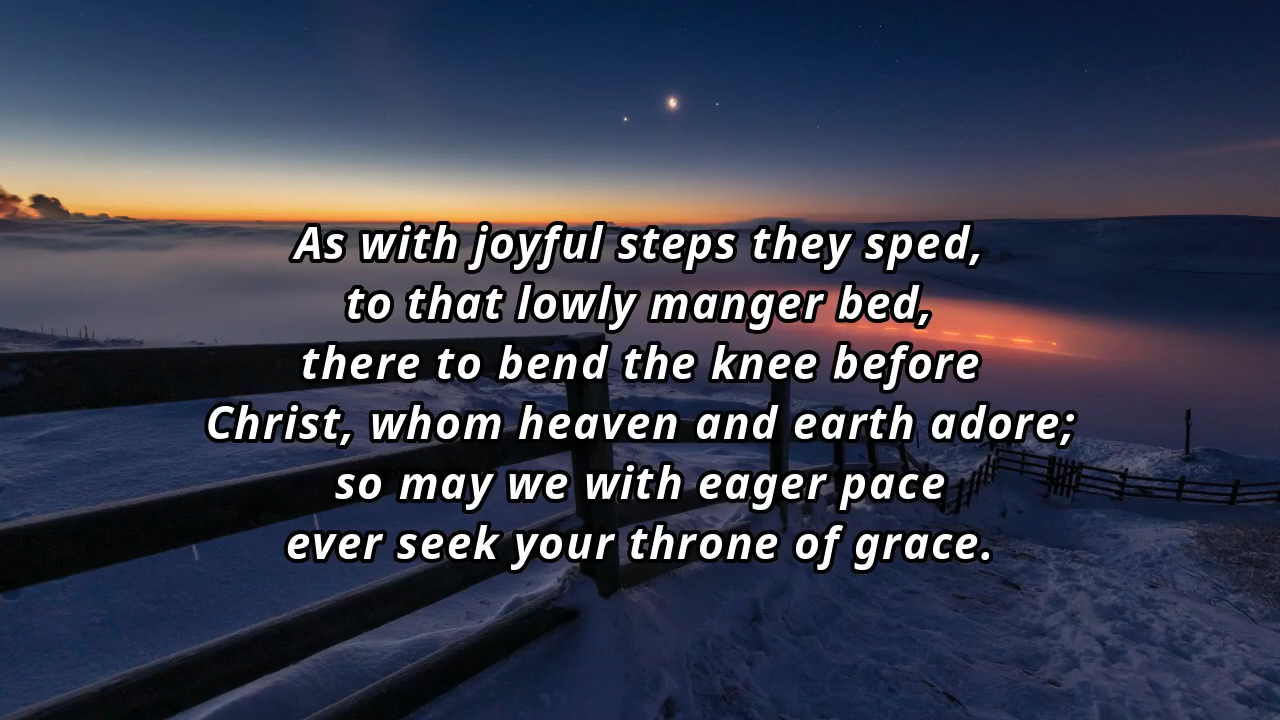 As with joyful steps they sped,
to that lowly manger bed,
there to bend the knee before
Christ, whom heaven and earth adore;
so may we with eager pace
ever seek your throne of grace.